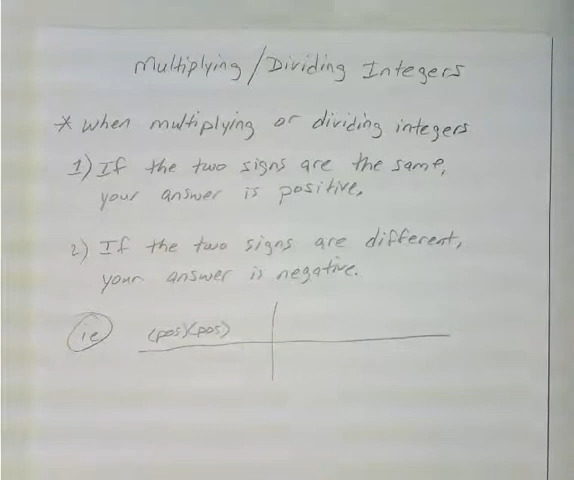 Multiplying/Dividing Integers
* When multiplying or dividing integers
1) If the two signs are the same,
your answer is positive.
2) If the two signs are different,
your answer is negative.
ie (pos)(pos)